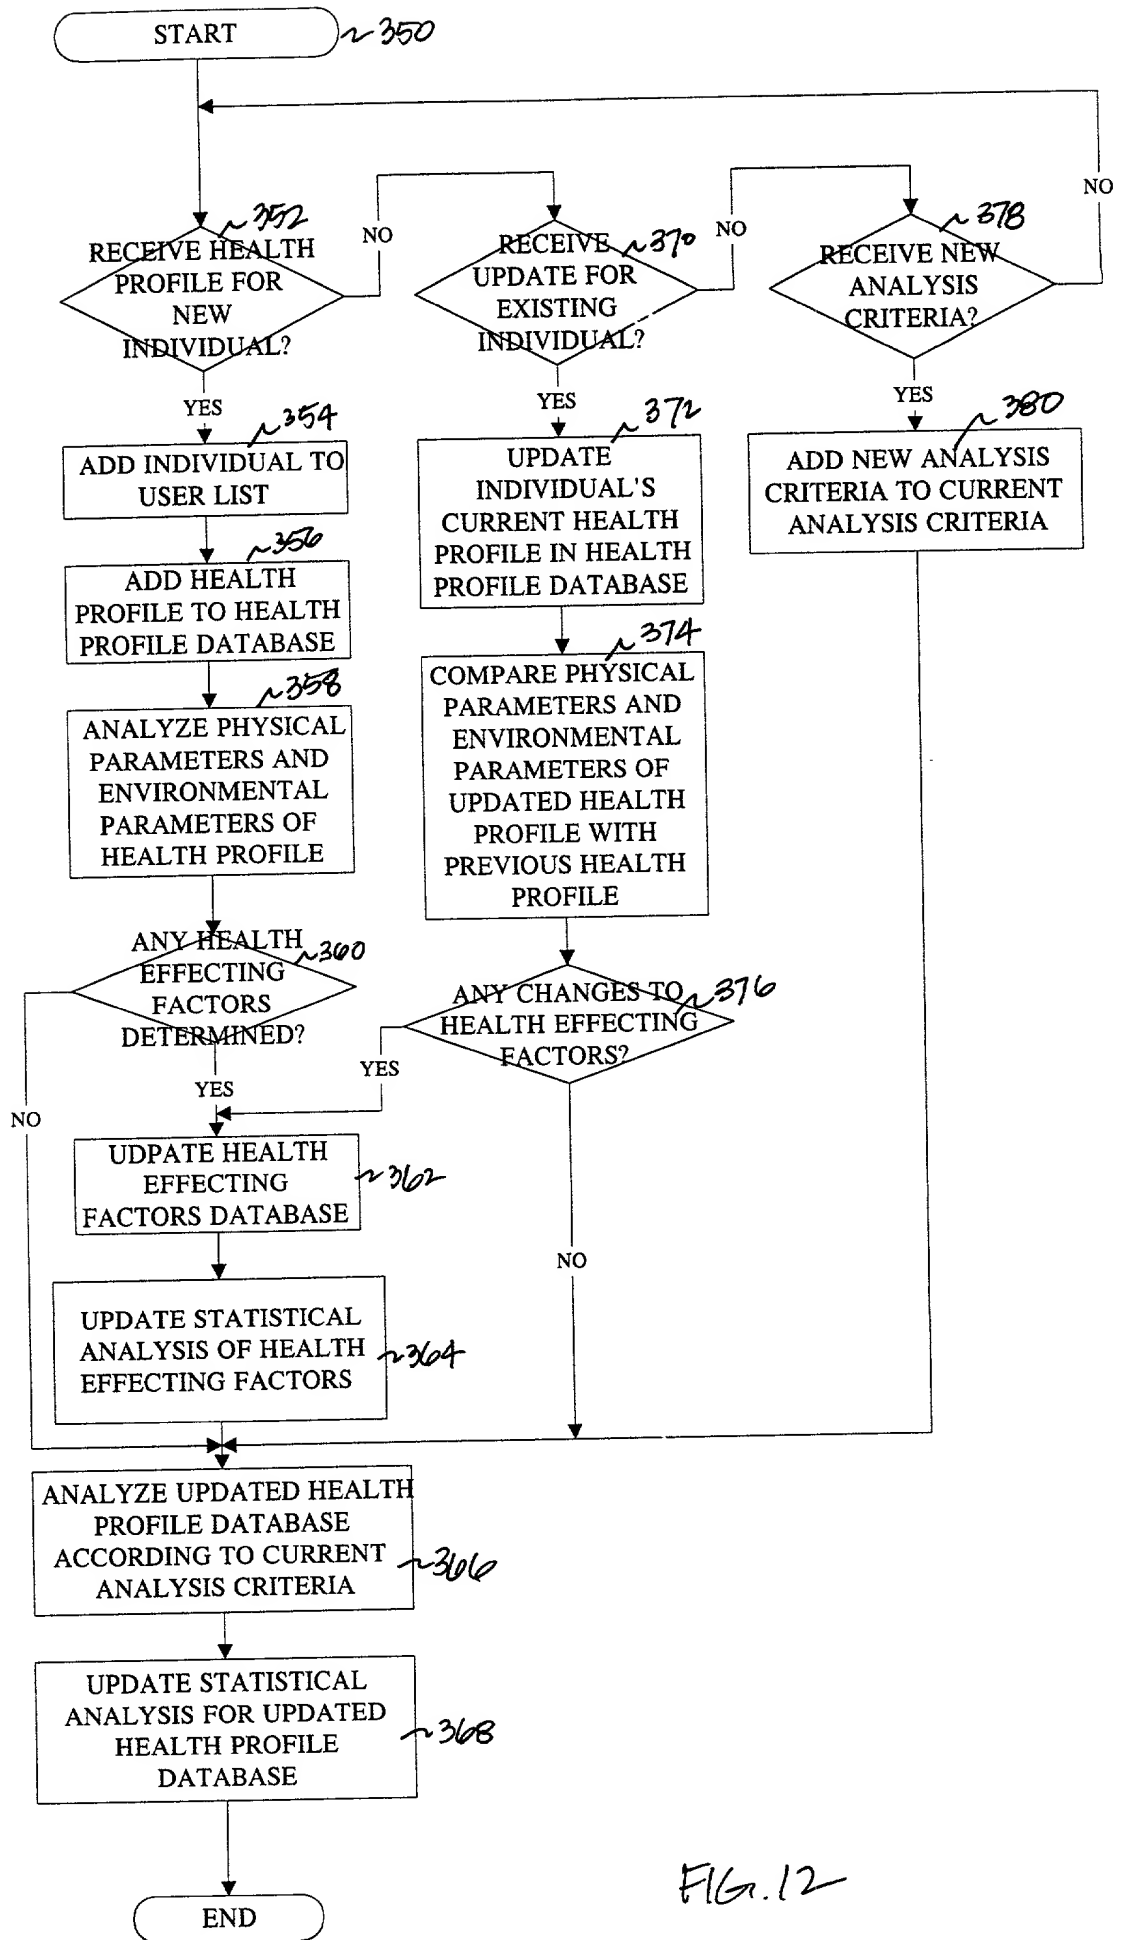 START
~350
NO
~352
RECEIVE HEALTH
PROFILE FOR
NEW
INDIVIDUAL?
NO
~370
RECEIVE
UPDATE FOR
EXISTING
INDIVIDUAL?
NO
~378
RECEIVE NEW
ANALYSIS
CRITERIA?
YES
YES
YES
~354
ADD INDIVIDUAL TO
USER LIST
~356
ADD HEALTH
PROFILE TO HEALTH
PROFILE DATABASE
~358
ANALYZE PHYSICAL
PARAMETERS AND
ENVIRONMENTAL
PARAMETERS OF
HEALTH PROFILE
ANY HEALTH
EFFECTING
FACTORS
DETERMINED?
~360
~372
UPDATE
INDIVIDUAL'S
CURRENT HEALTH
PROFILE IN HEALTH
PROFILE DATABASE
~374
COMPARE PHYSICAL
PARAMETERS AND
ENVIRONMENTAL
PARAMETERS OF
UPDATED HEALTH
PROFILE WITH
PREVIOUS HEALTH
PROFILE
ANY CHANGES TO
HEALTH EFFECTING
FACTORS?
~376
~380
ADD NEW ANALYSIS
CRITERIA TO CURRENT
ANALYSIS CRITERIA
YES
YES
NO
UDPATE HEALTH
EFFECTING
FACTORS DATABASE
~362
NO
UPDATE STATISTICAL
ANALYSIS OF HEALTH
EFFECTING FACTORS
~364
ANALYZE UPDATED HEALTH
PROFILE DATABASE
ACCORDING TO CURRENT
ANALYSIS CRITERIA
~366
UPDATE STATISTICAL
ANALYSIS FOR UPDATED
HEALTH PROFILE
DATABASE
~368
END
FIG. 12